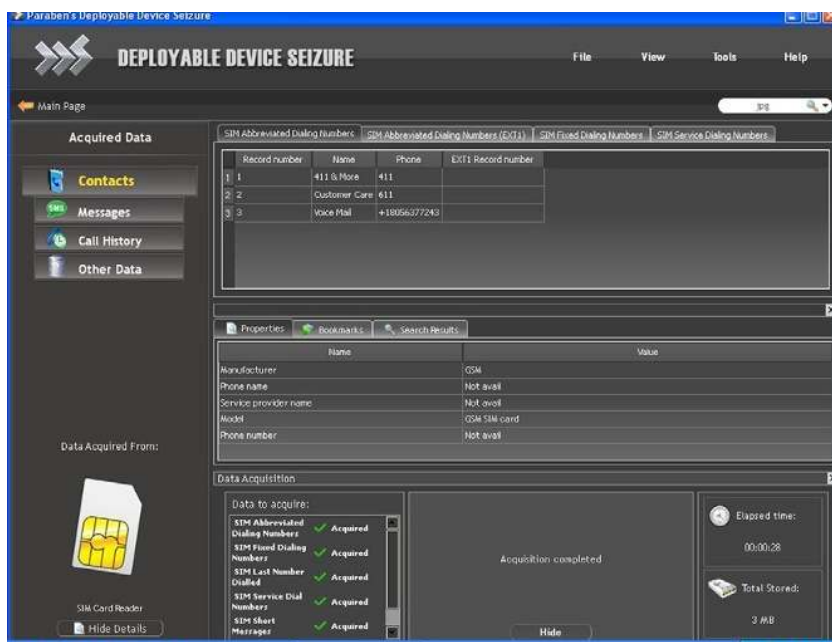 Paraben's Deployable Device Seizure
DEPLOYABLE DEVICE SEIZURE
File View Tools Help
Main Page
jpg
Acquired Data
Contacts
Messages
Call History
Other Data
Data Acquired From:
SIM Card Reader
Hide Details
SIM Abbreviated Dialing Numbers SIM Abbreviated Dialing Numbers (EXT1) SIM Fixed Dialing Numbers SIM Service Dialing Numbers
Record number Name Phone EXT1 Record number
1 1 411 & More 411
2 2 Customer Care 611
3 3 Voice Mail +18056377243
Properties Bookmarks Search Results
Name Value
Manufacturer GSM
Phone name Not avail
Service provider name Not avail
Model GSM SIM card
Phone number Not avail
Data Acquisition
Data to acquire:
SIM Abbreviated
Dialing Numbers Acquired
SIM Fixed Dialing
Numbers Acquired
SIM Last Number
Dialled Acquired
SIM Service Dial
Numbers Acquired
SIM Short
Messages Acquired
Acquisition completed
Hide
Elapsed time:
00:00:28
Total Stored:
3 MB